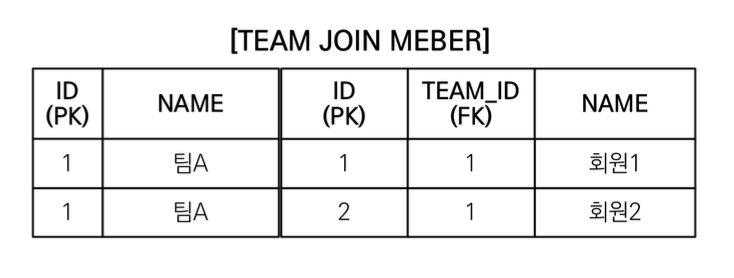 [TEAM JOIN MEBER]
ID (PK) NAME ID (PK) TEAM_ID (FK) NAME
1 팀A 1 1 회원1
1 팀A 2 1 회원2